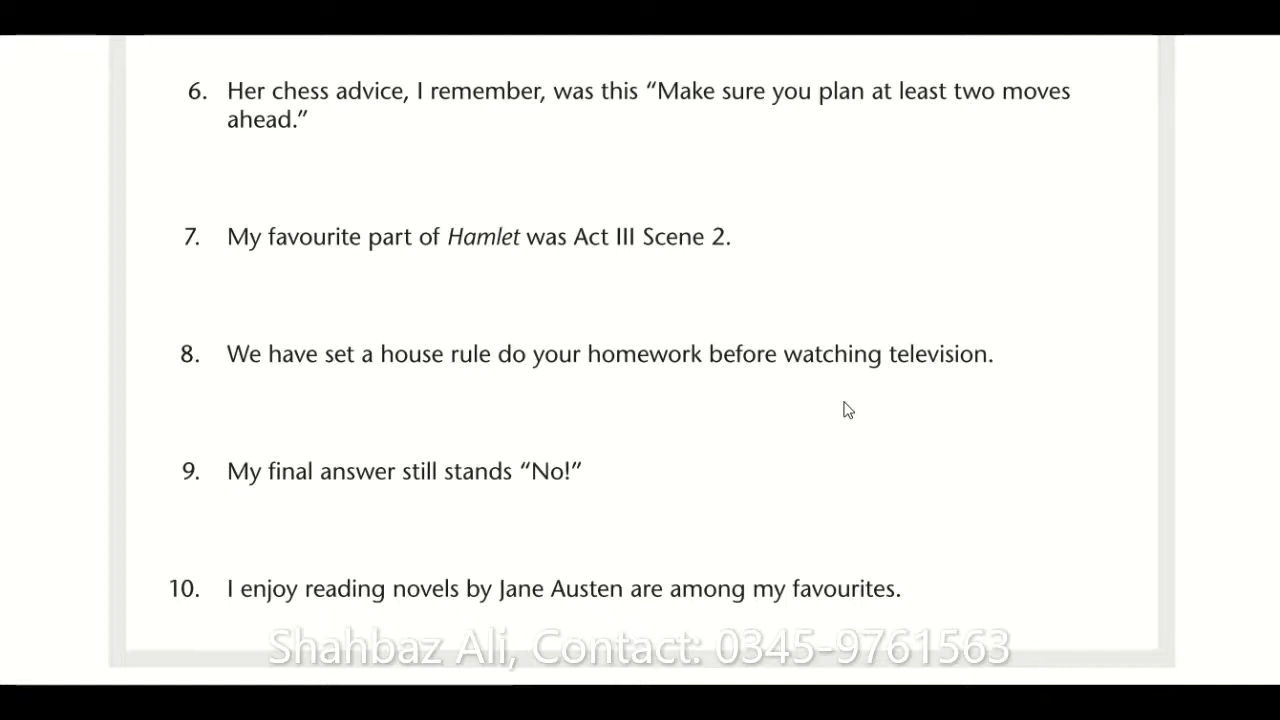 6. Her chess advice, I remember, was this “Make sure you plan at least two moves
ahead.”
7. My favourite part of Hamlet was Act III Scene 2.
8. We have set a house rule do your homework before watching television.
9. My final answer still stands “No!”
10. I enjoy reading novels by Jane Austen are among my favourites.
Shahbaz Ali, Contact: 0345-9761563